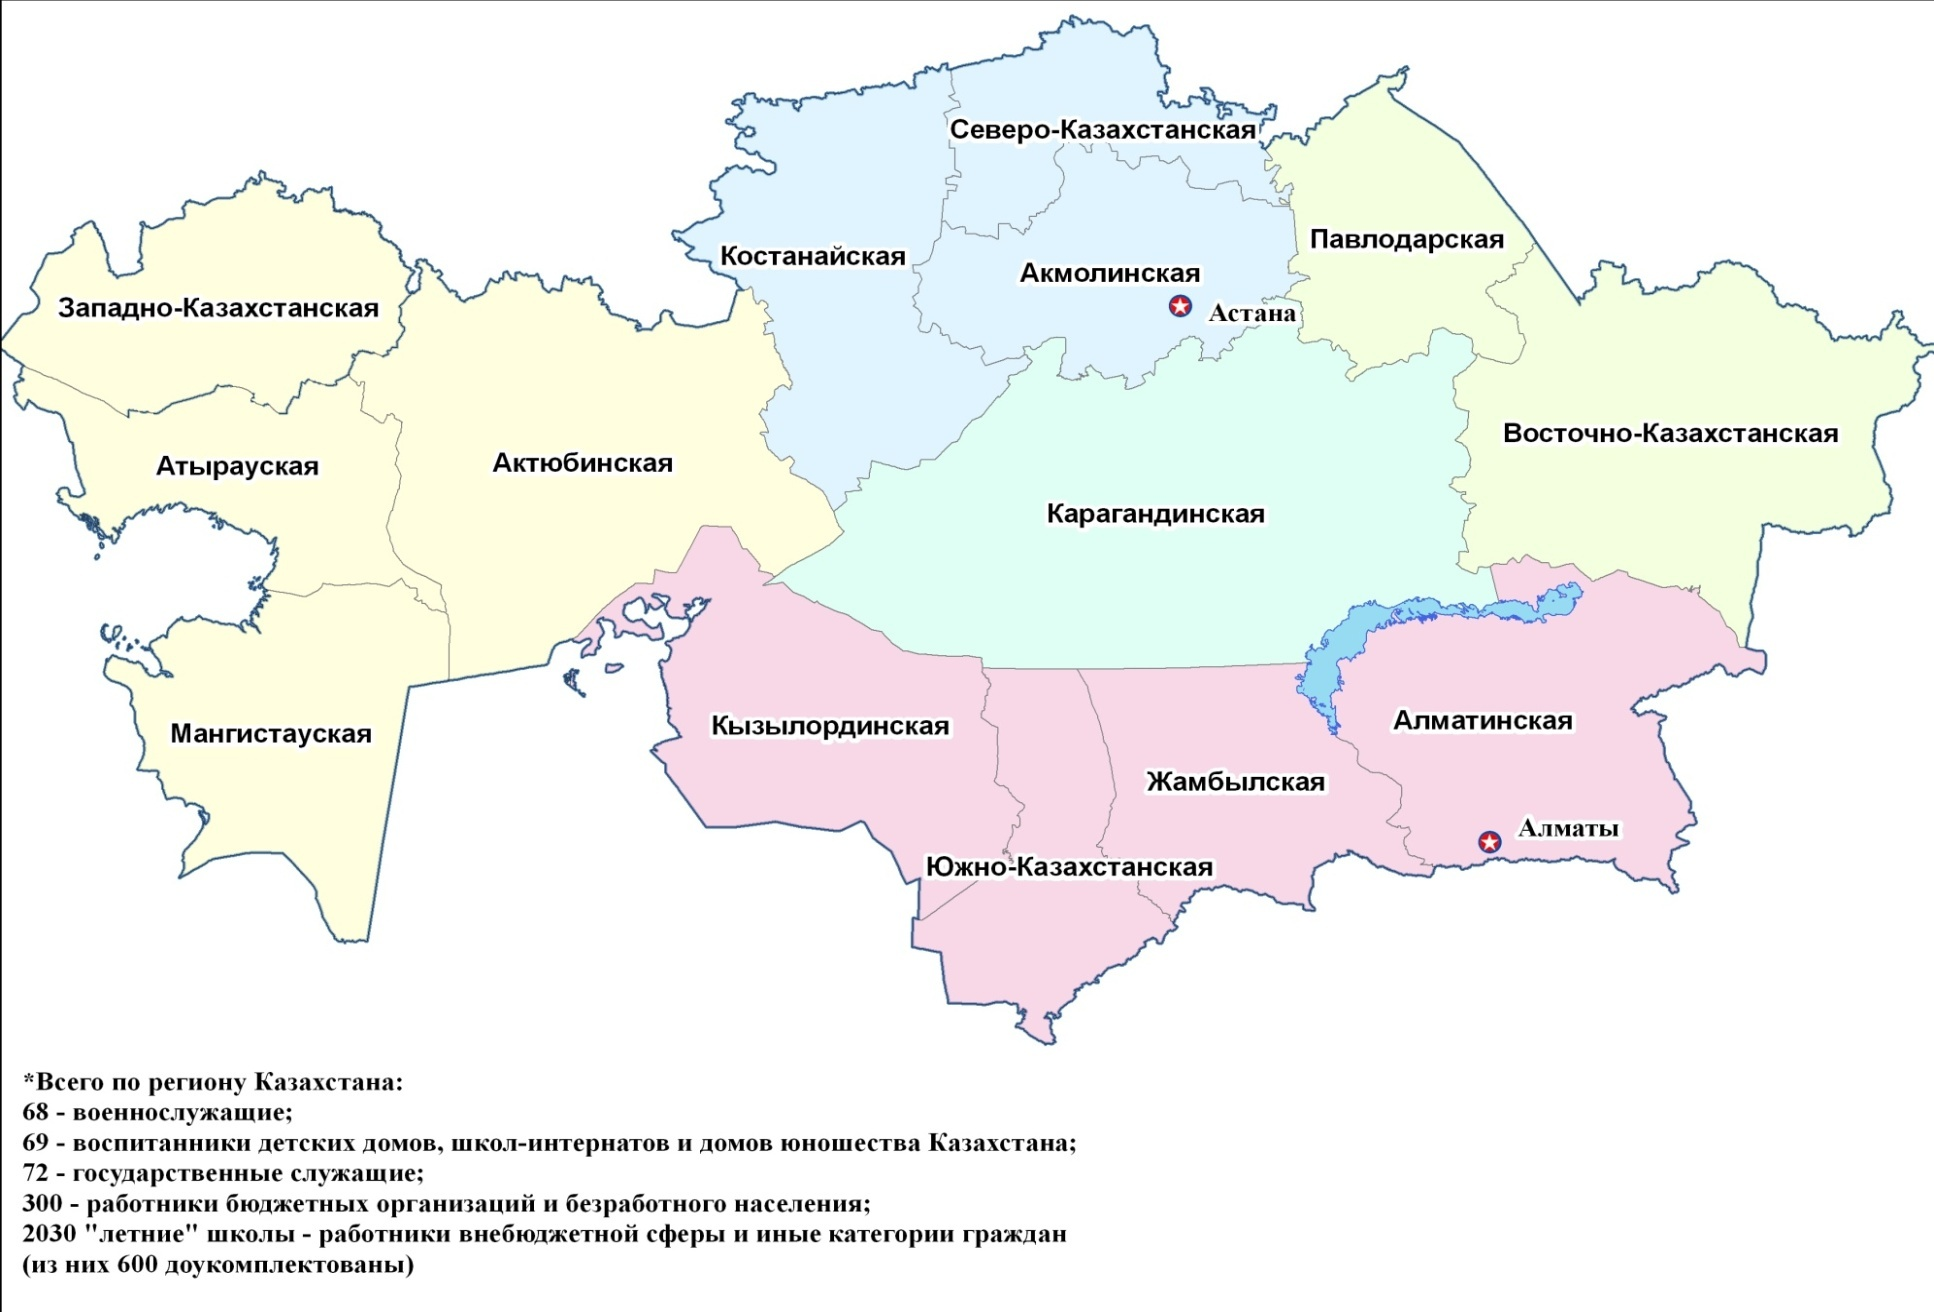 Северо-Казахстанская
Павлодарская
Костанайская
Акмолинская
Астана
Западно-Казахстанская
Восточно-Казахстанская
Атырауская
Актюбинская
Карагандинская
Мангистауская
Кызылординская
Алматинская
Жамбылская
Алматы
Южно-Казахстанская
*Всего по региону Казахстана:
68 - военнослужащие;
69 - воспитанники детских домов, школ-интернатов и домов юношества Казахстана;
72 - государственные служащие;
300 - работники бюджетных организаций и безработного населения;
2030 "летние" школы - работники внебюджетной сферы и иные категории граждан
(из них 600 доукомплектованы)